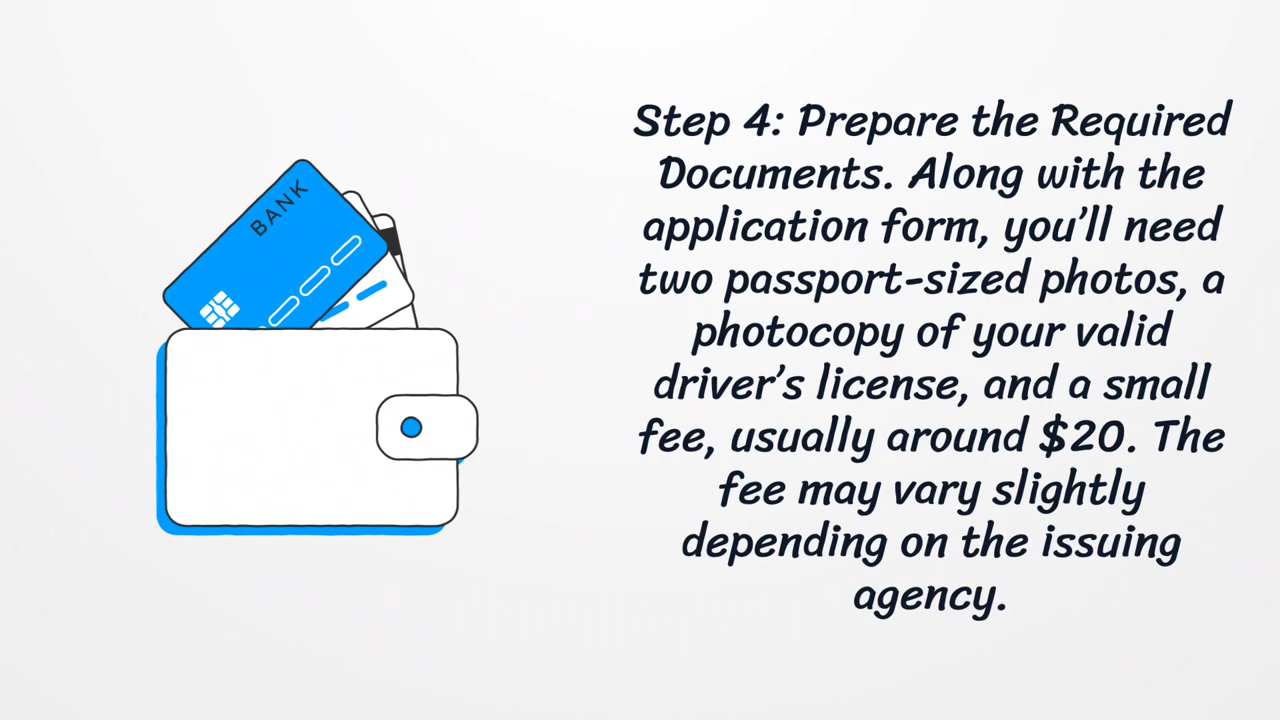 BANK
Step 4: Prepare the Required
Documents. Along with the
application form, you’ll need
two passport-sized photos, a
photocopy of your valid
driver’s license, and a small
fee, usually around $20. The
fee may vary slightly
depending on the issuing
agency.